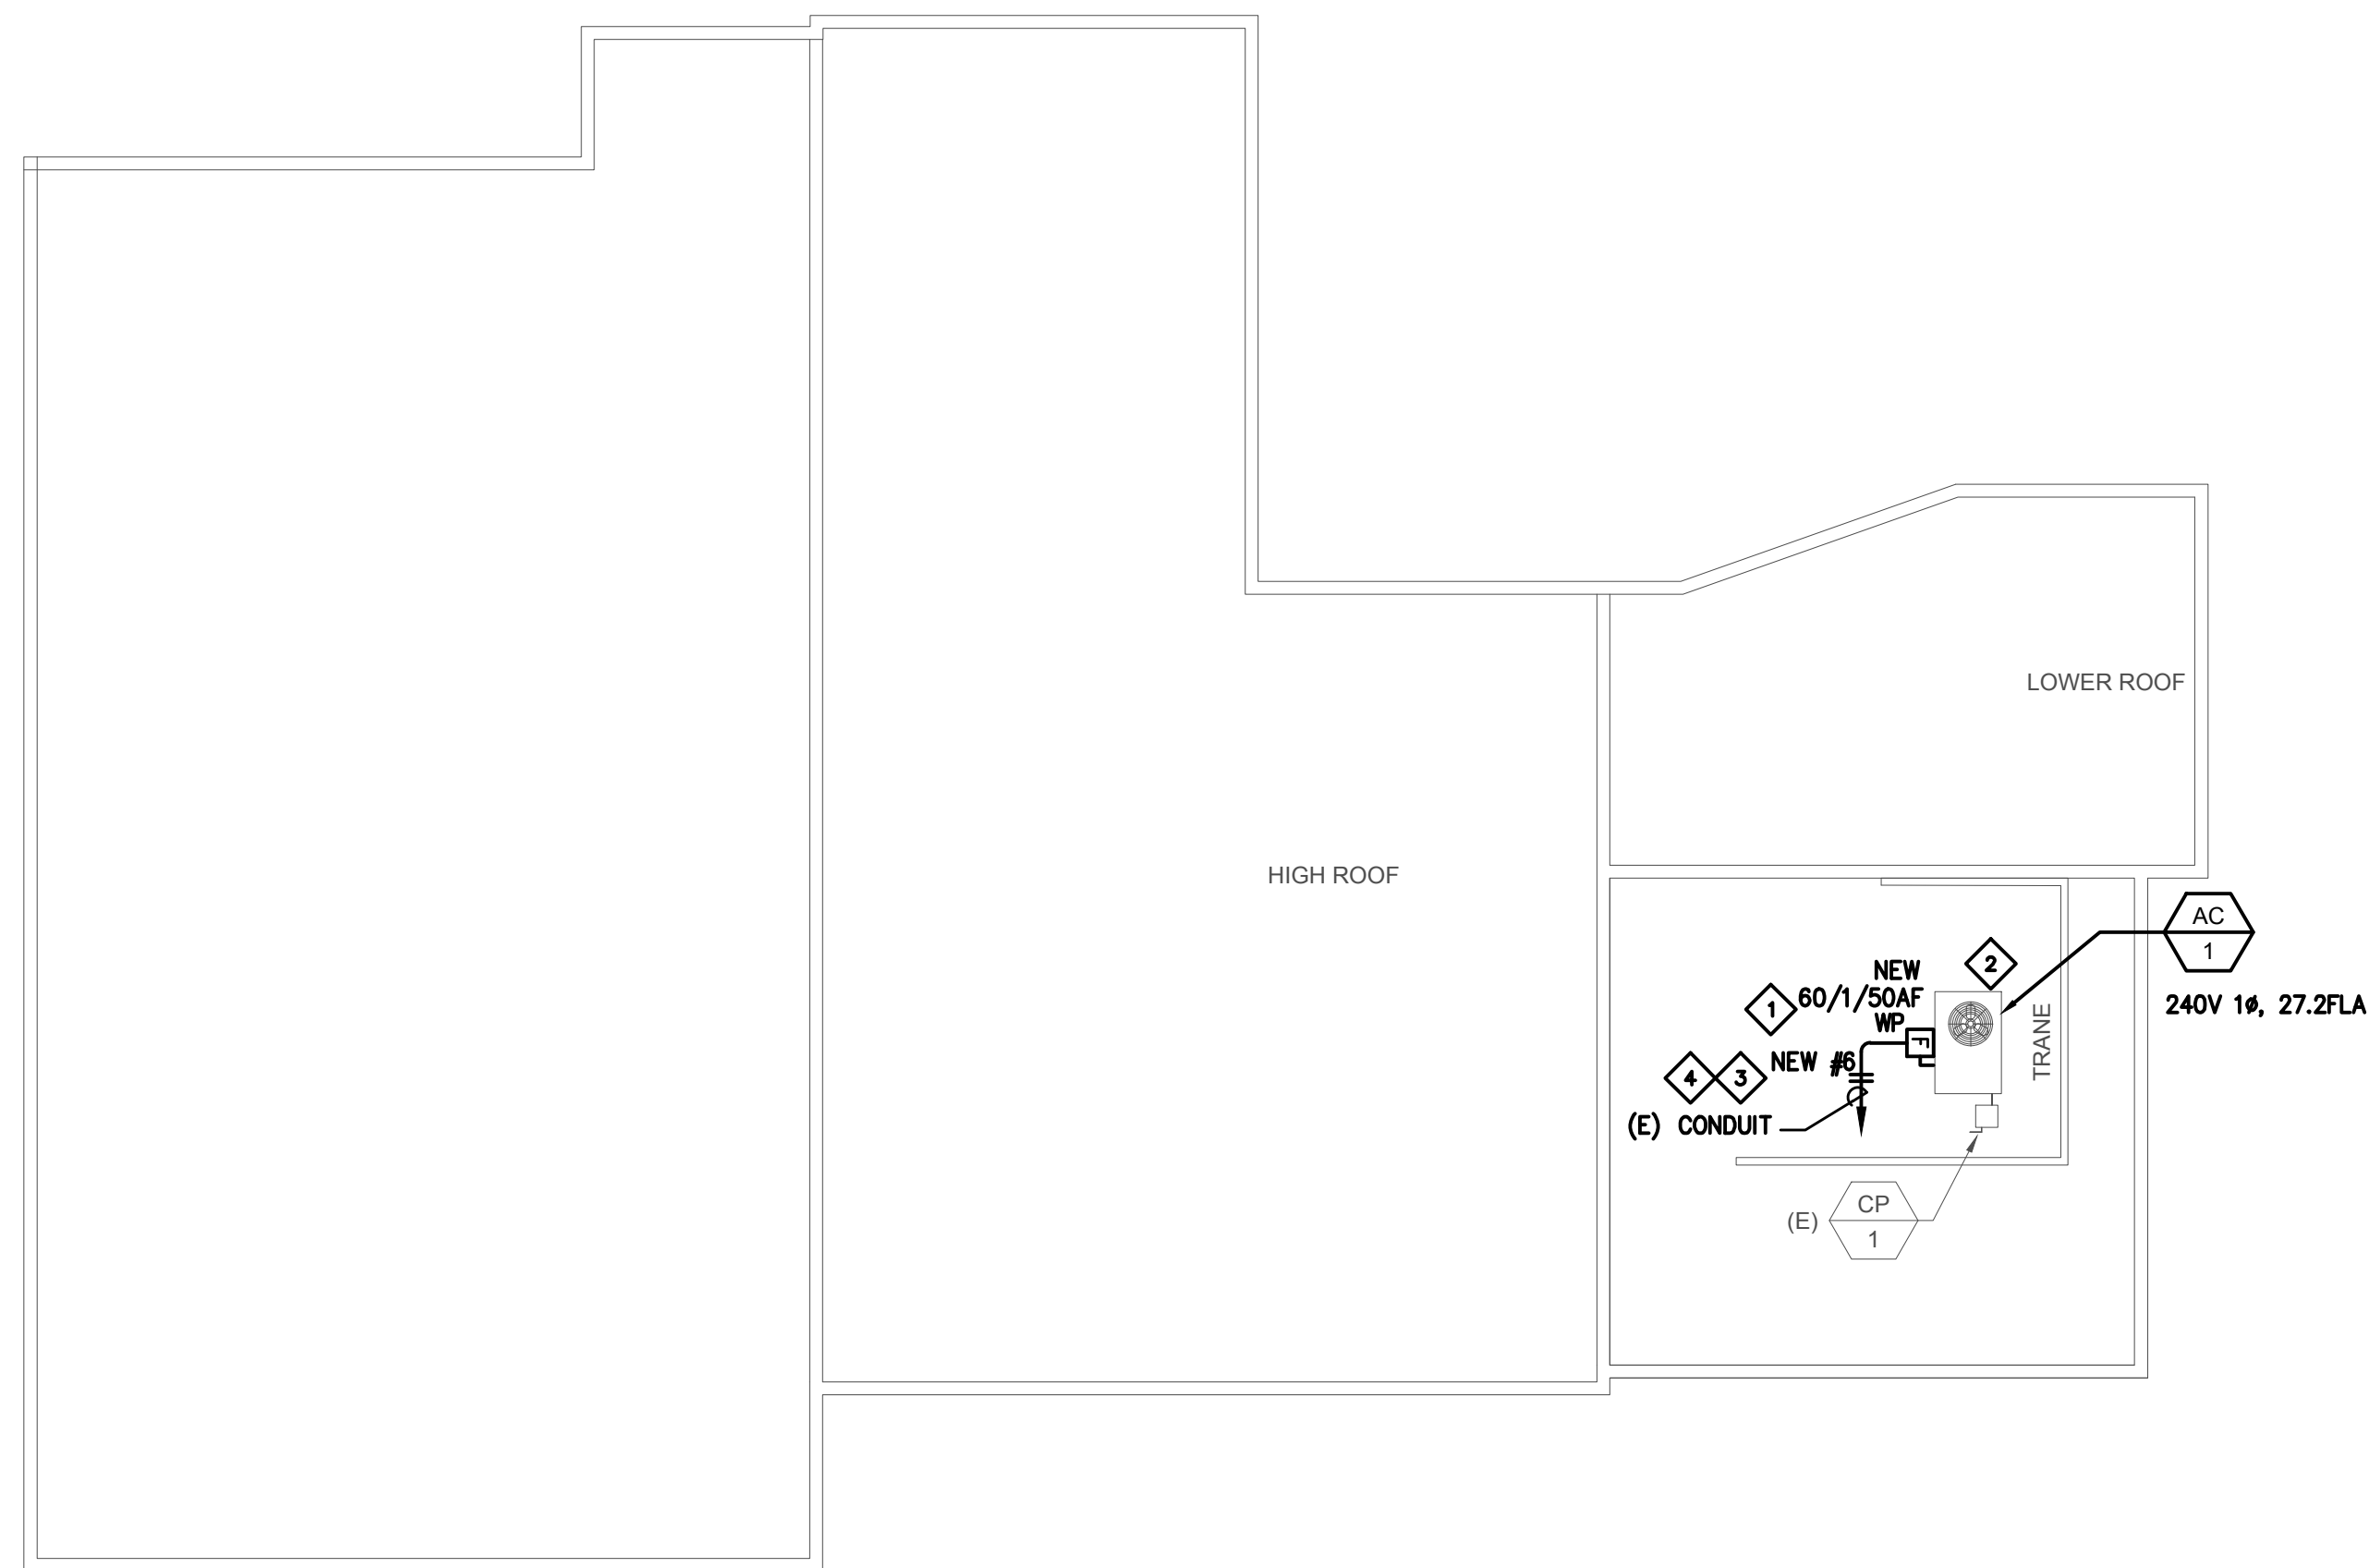 LOWER ROOF
HIGH ROOF
AC
1
240V 1ø, 27.2FLA
2
NEW
60/1/50AF
WP
1
F
TRANE
NEW #6
4
3
(E) CONDUIT
(E)
CP
1